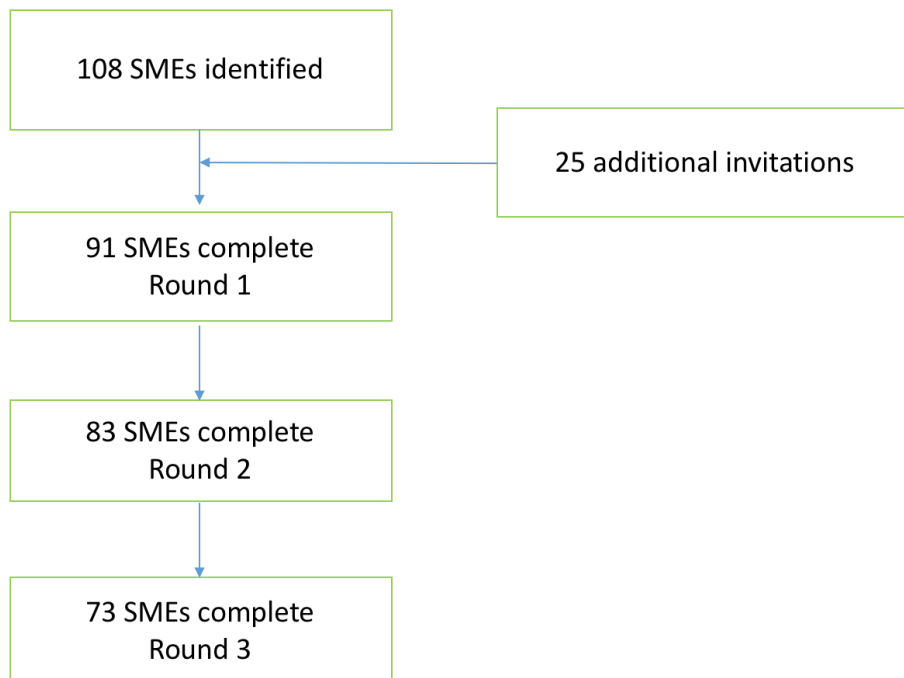 108 SMEs identified
25 additional invitations
91 SMEs complete
Round 1
83 SMEs complete
Round 2
73 SMEs complete
Round 3